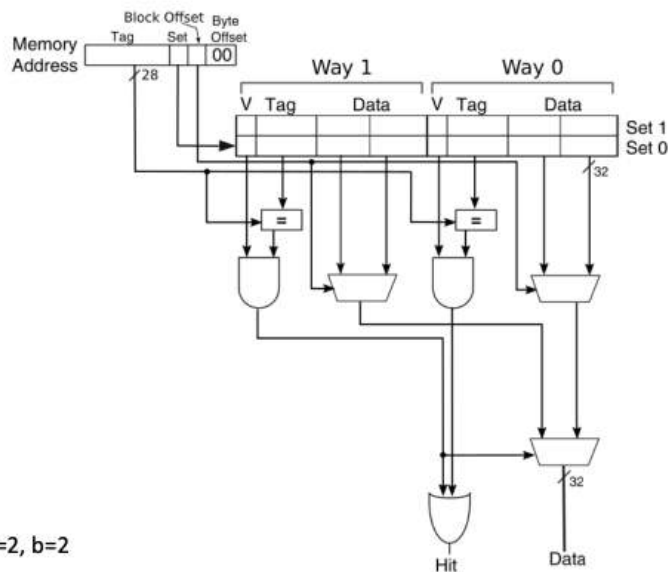 Block Offset Byte
Tag Set Offset
Memory Address 00
28
Way 1 Way 0
V Tag Data V Tag Data
Set 1
Set 0
32
= =
32
=2, b=2
Hit Data